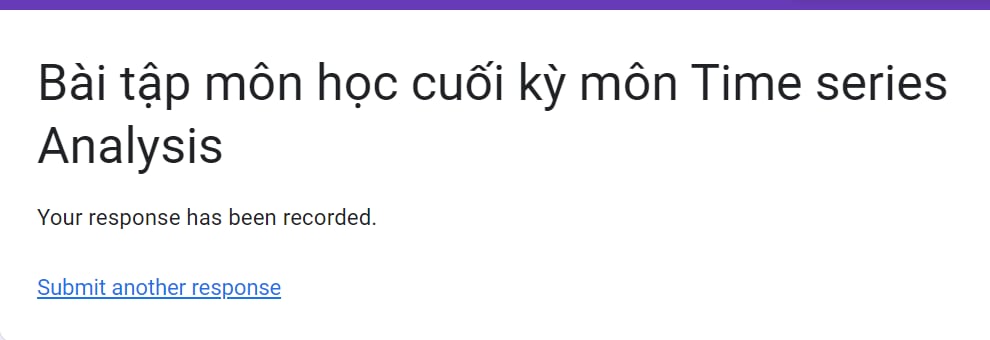 Bài tập môn học cuối kỳ môn Time series
Analysis
Your response has been recorded.
Submit another response